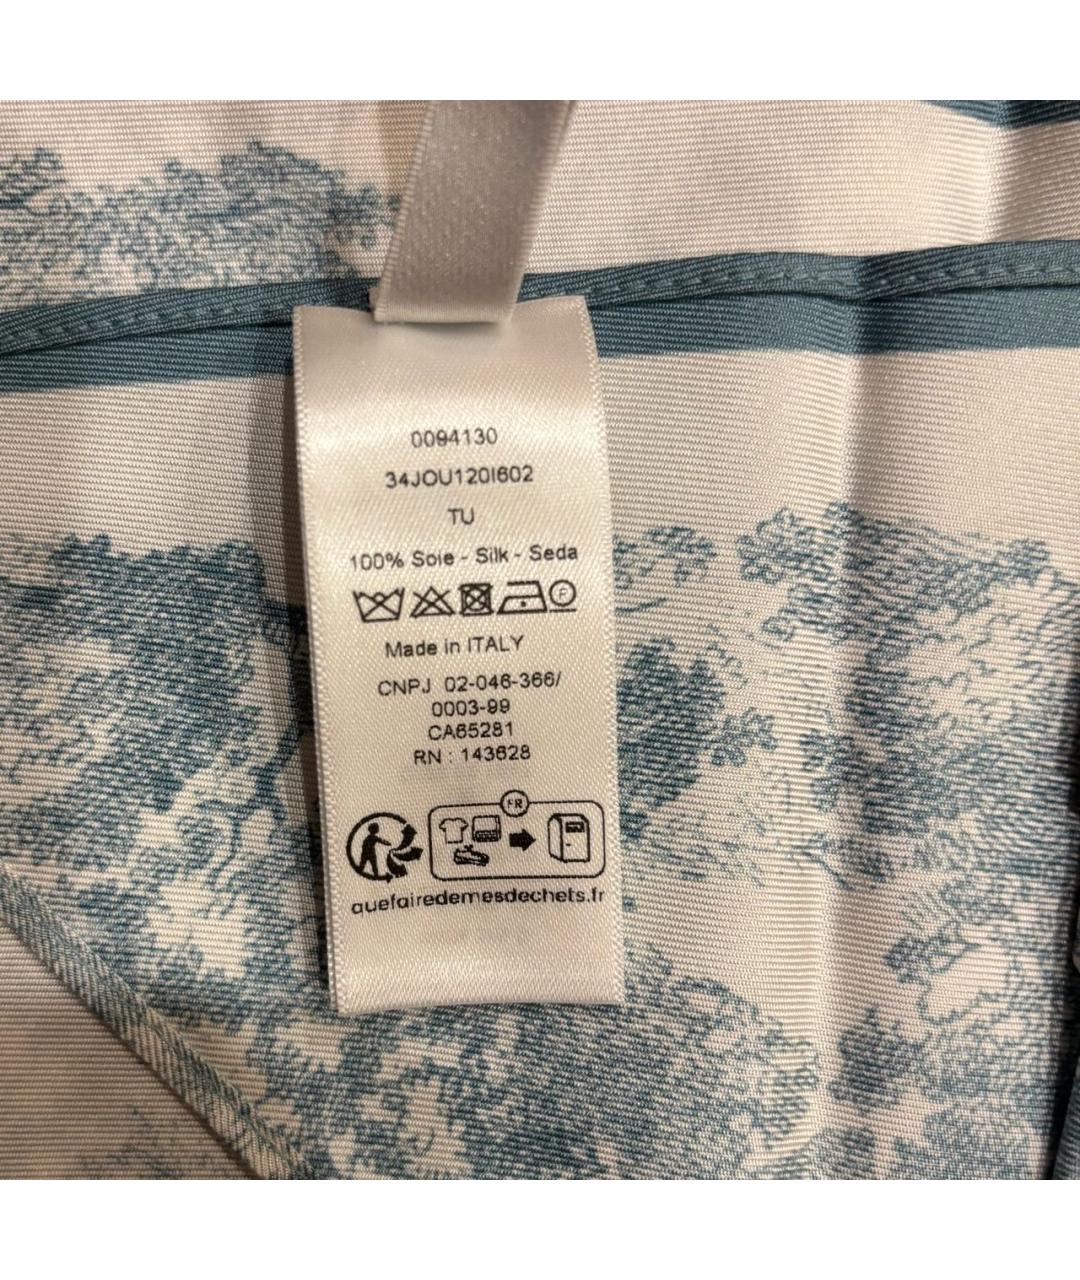 0094130
34JOU120I602
TU
100% Soie - Silk - Seda
F
Made in ITALY
CNPJ 02-046-366/
0003-99
CA65281
RN : 143628
FR
quefairedemesdechets.fr